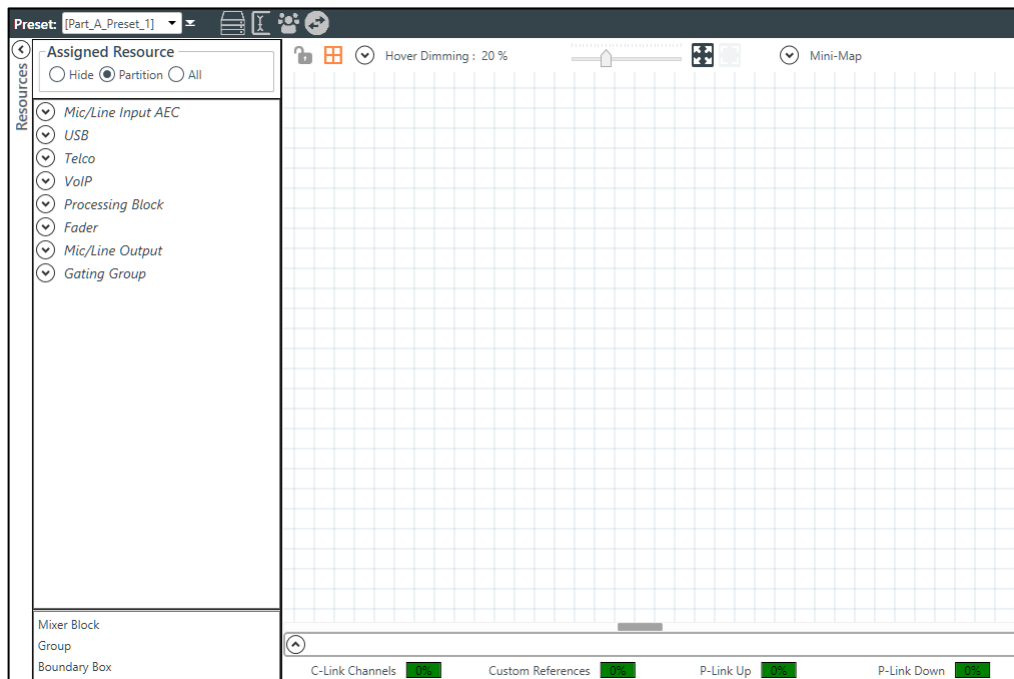 Preset: [Part_A_Preset_1]
Resources
Assigned Resource
Hide Partition All
Hover Dimming : 20 %
Mini-Map
Mic/Line Input AEC
USB
Telco
VoIP
Processing Block
Fader
Mic/Line Output
Gating Group
Mixer Block
Group
Boundary Box
C-Link Channels 0% Custom References 0% P-Link Up 0% P-Link Down 0%